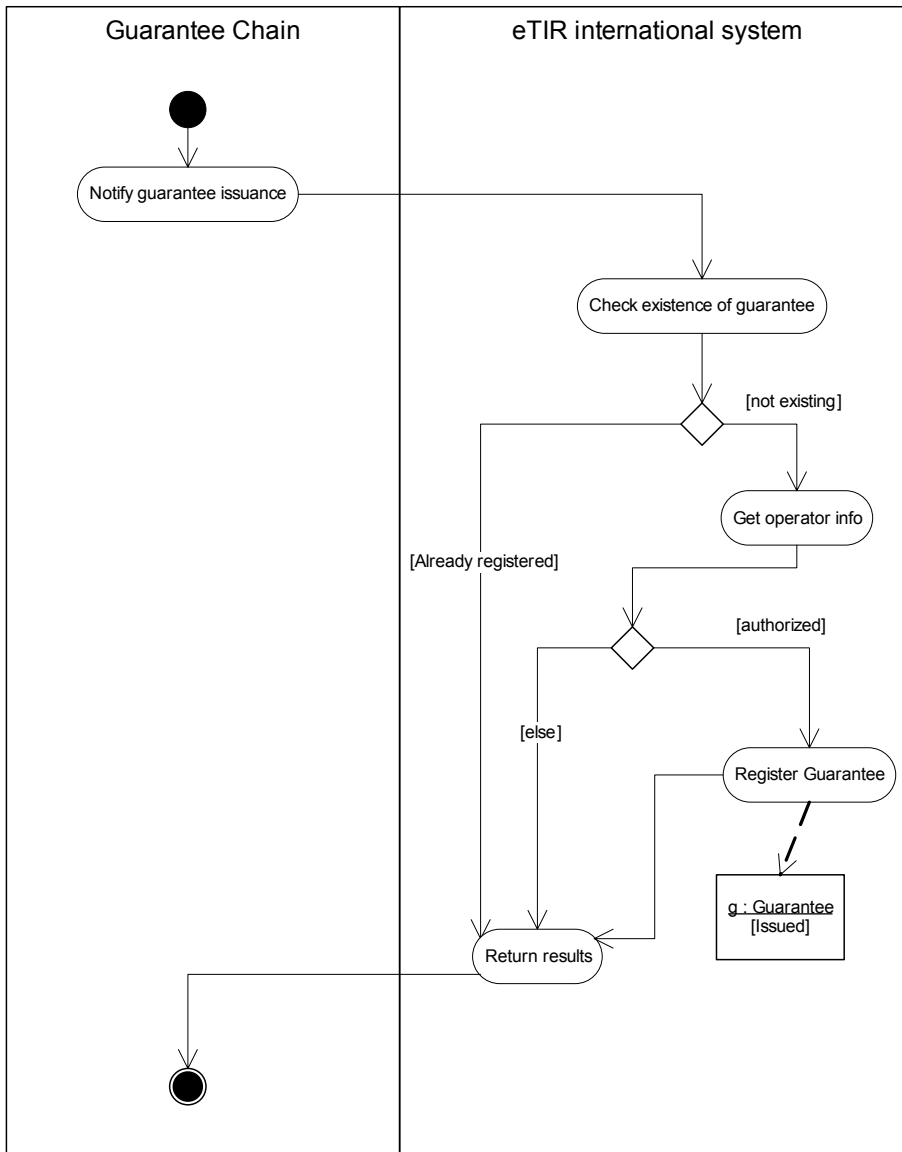 Guarantee Chain
eTIR international system
Notify guarantee issuance
Check existence of guarantee
[not existing]
Get operator info
[Already registered]
[authorized]
[else]
Register Guarantee
g : Guarantee
[Issued]
Return results